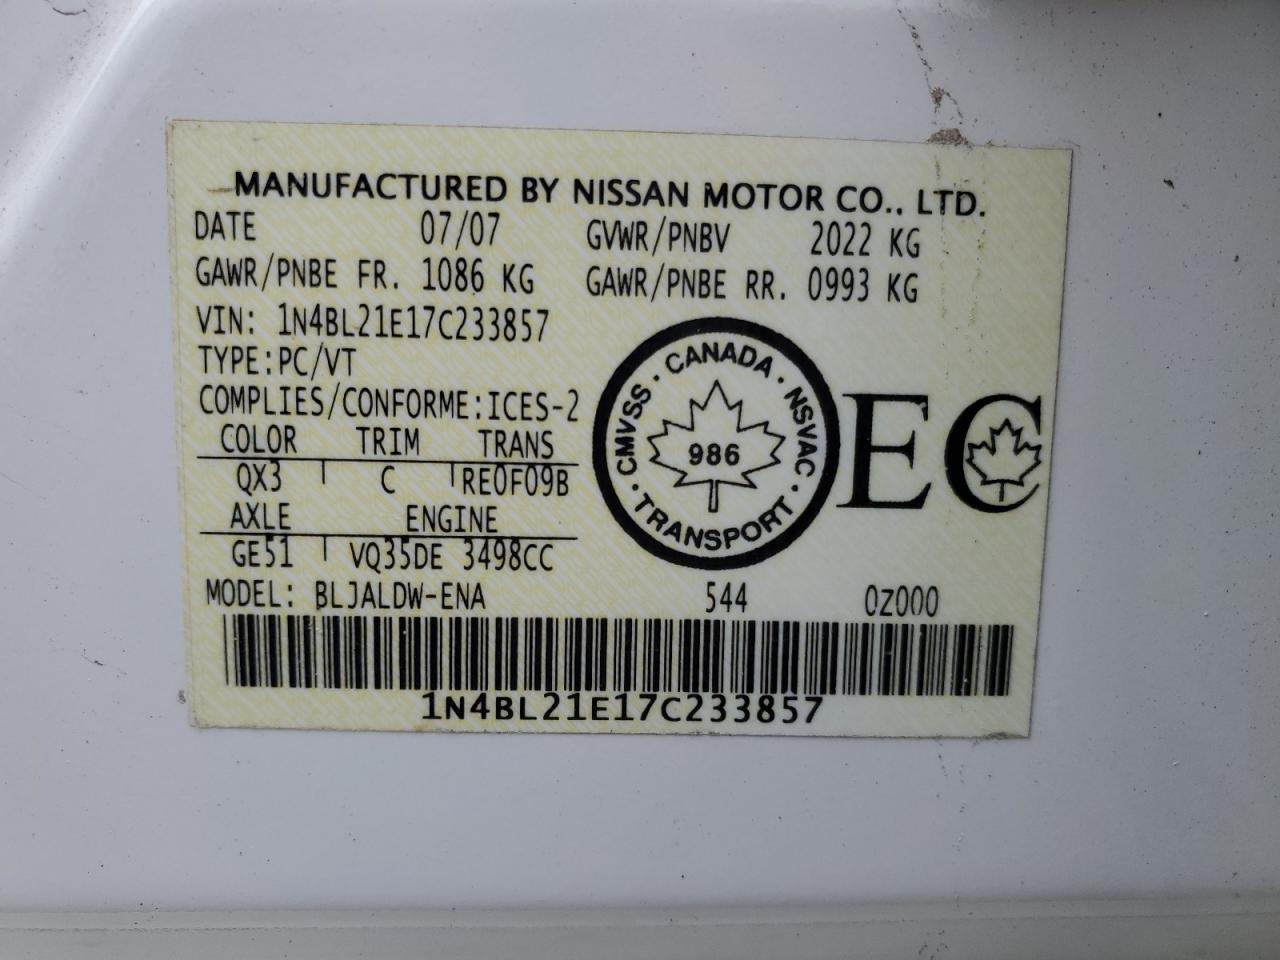 MANUFACTURED BY NISSAN MOTOR CO., LTD.
DATE 07/07 GVWR/PNBV 2022 KG
GAWR/PNBE FR. 1086 KG GAWR/PNBE RR. 0993 KG
VIN: 1N4BL21E17C233857
TYPE:PC/VT
COMPLIES/CONFORME:ICES-2
COLOR TRIM TRANS
QX3 C RE0F09B
AXLE ENGINE
GE51 VQ35DE 3498CC
CMVSS · CANADA · NSVAC · TRANSPORT ·
986
EC
MODEL: BLJALDW-ENA 544 0Z000
1N4BL21E17C233857